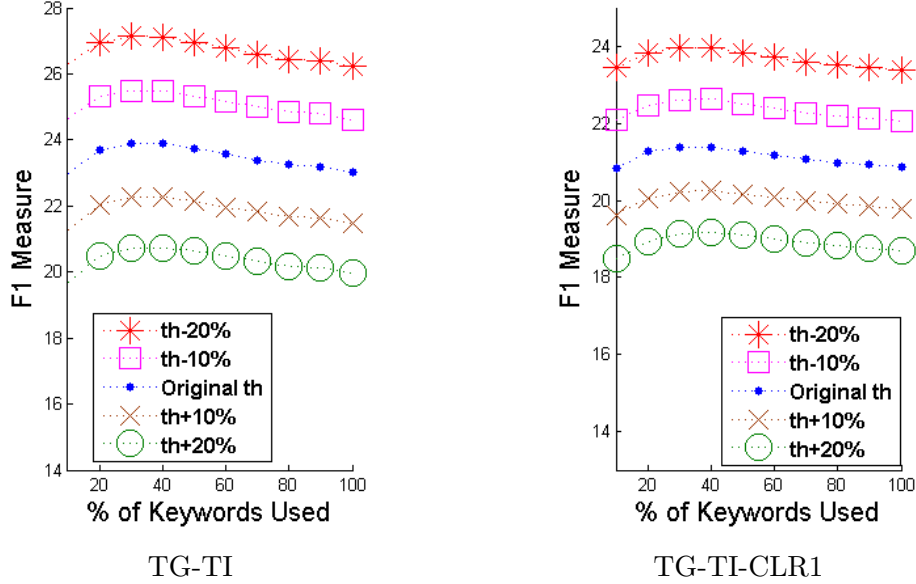 28
26
24
22
20
18
16
14
F1 Measure
th-20%
th-10%
Original th
th+10%
th+20%
20
40
60
80
100
% of Keywords Used
TG-TI
24
22
20
18
16
14
F1 Measure
th-20%
th-10%
Original th
th+10%
th+20%
20
40
60
80
100
% of Keywords Used
TG-TI-CLR1